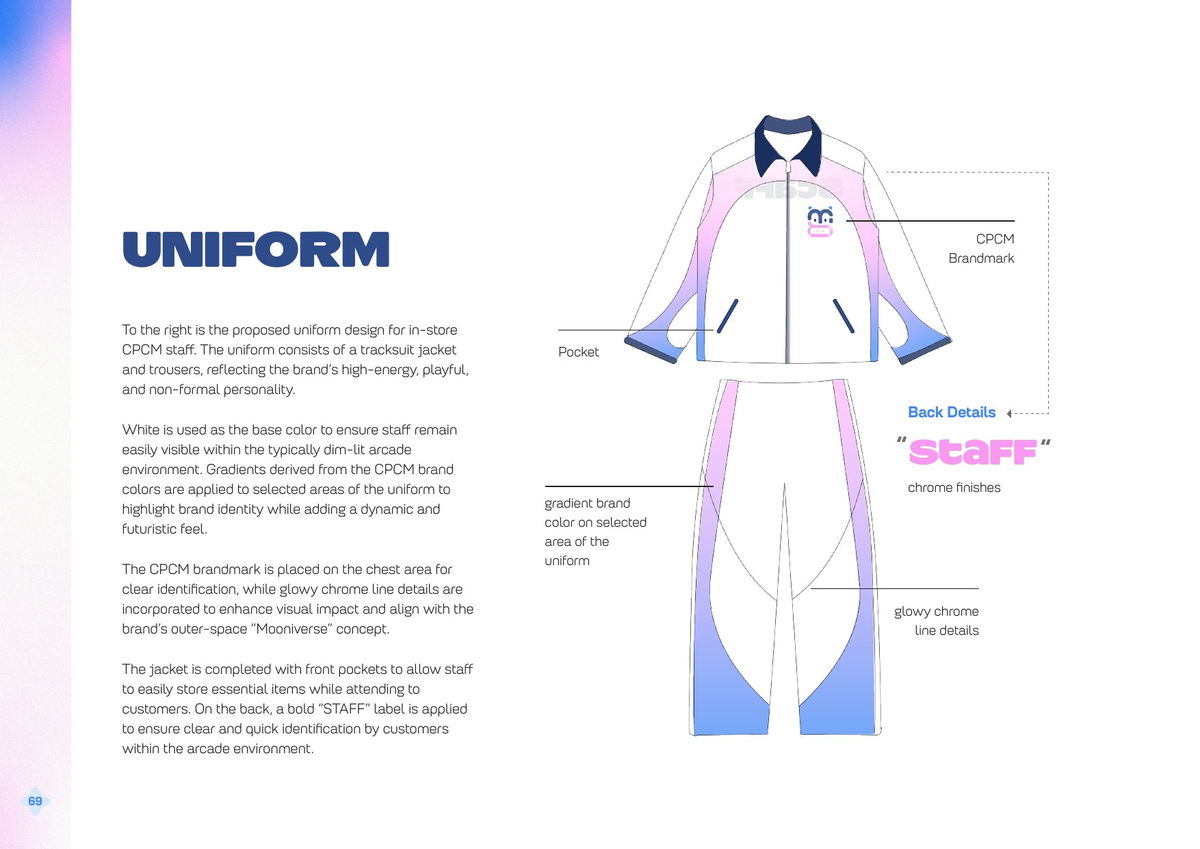 UNIFORM
To the right is the proposed uniform design for in-store
CPCM staff. The uniform consists of a tracksuit jacket
and trousers, reflecting the brand's high-energy, playful,
and non-formal personality.
White is used as the base color to ensure staff remain
easily visible within the typically dim-lit arcade
environment. Gradients derived from the CPCM brand
colors are applied to selected areas of the uniform to
highlight brand identity while adding a dynamic and
futuristic feel.
The CPCM brandmark is placed on the chest area for
clear identification, while glowy chrome line details are
incorporated to enhance visual impact and align with the
brand's outer-space “Mooniverse” concept.
The jacket is completed with front pockets to allow staff
to easily store essential items while attending to
customers. On the back, a bold “STAFF” label is applied
to ensure clear and quick identification by customers
within the arcade environment.
69
CPCM
Brandmark
Pocket
Back Details
"StaFF"
chrome finishes
gradient brand
color on selected
area of the
uniform
glowy chrome
line details